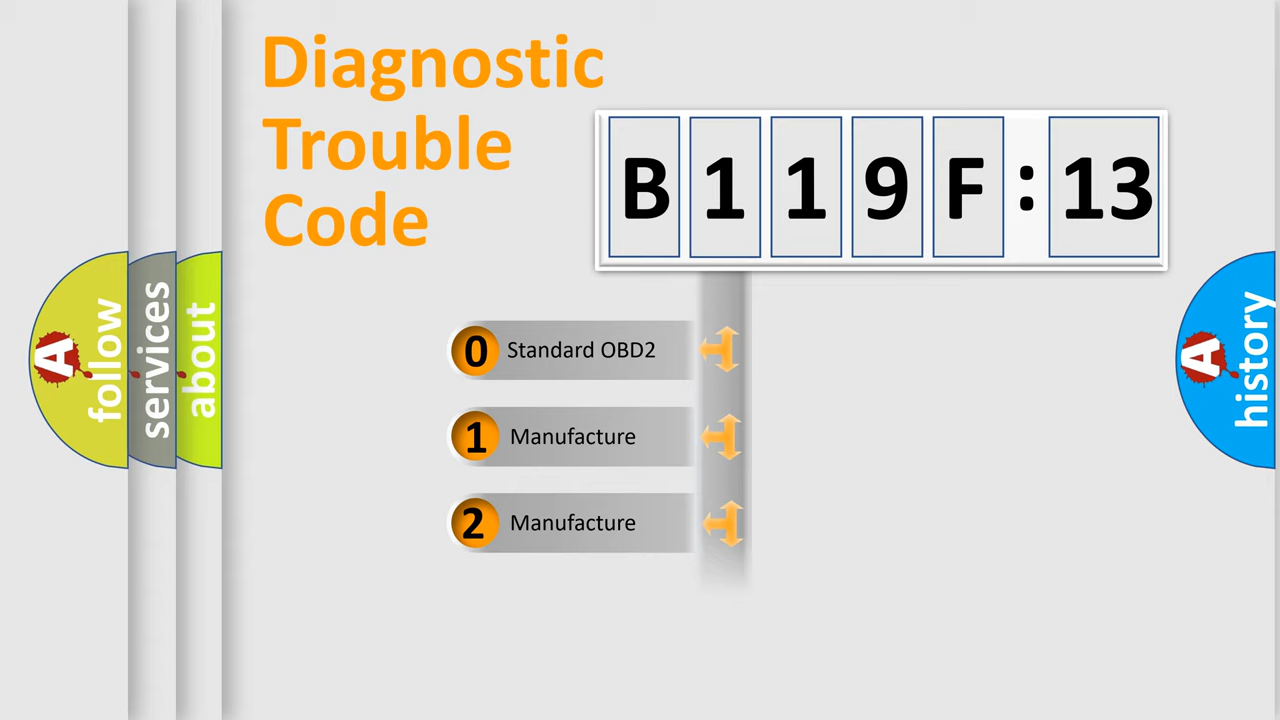 Diagnostic
Trouble
Code
B 1 1 9 F : 13
0 Standard OBD2
1 Manufacture
2 Manufacture
A follow
services
about
A history